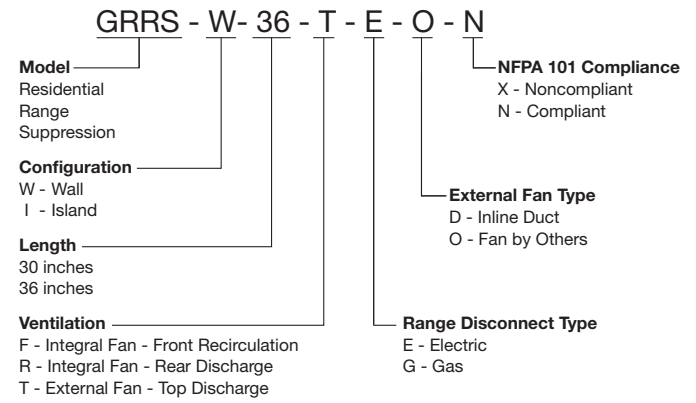 GRRS - W- 36 - T - E - O - N
Model
Residential
Range
Suppression
Configuration
W - Wall
I - Island
Length
30 inches
36 inches
Ventilation
F - Integral Fan - Front Recirculation
R - Integral Fan - Rear Discharge
T - External Fan - Top Discharge
NFPA 101 Compliance
X - Noncompliant
N - Compliant
External Fan Type
D - Inline Duct
O - Fan by Others
Range Disconnect Type
E - Electric
G - Gas